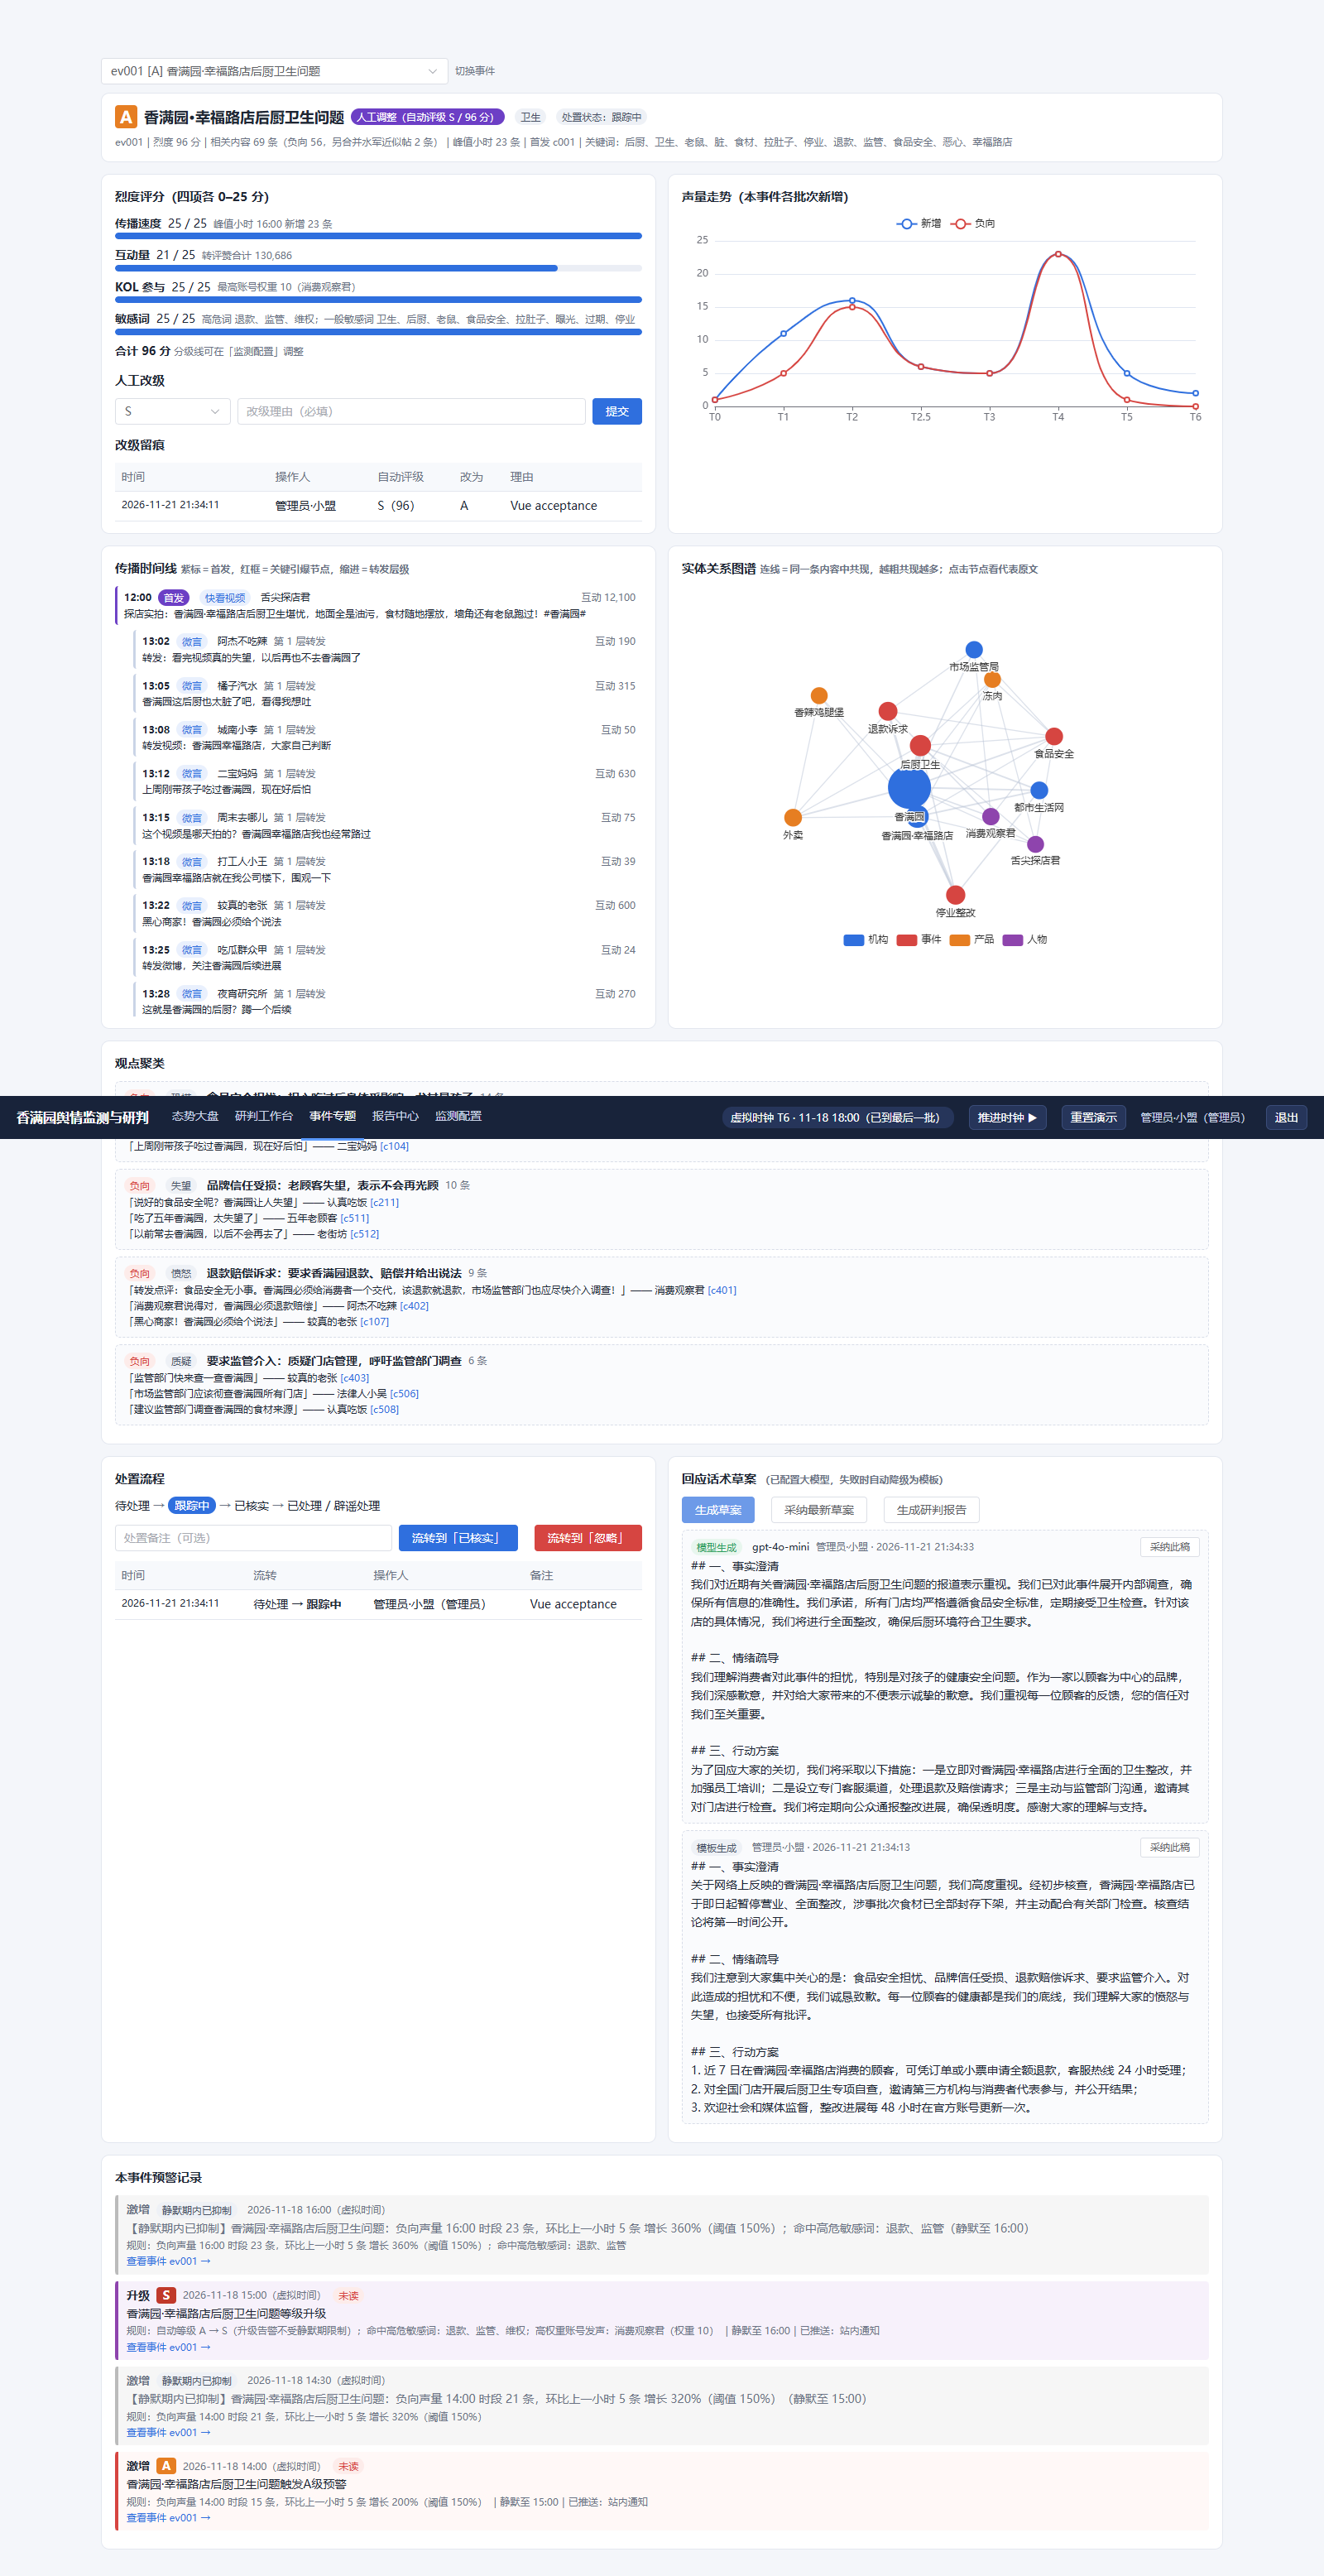 ev001 [A] 香满园·幸福路店后厨卫生问题
切换事件
A 香满园·幸福路店后厨卫生问题 人工调整（自动评级 S / 96 分） 卫生 处置状态：跟踪中
ev001 | 烈度 96 分 | 相关内容 69 条（负向 56，另合并水军近似帖 2 条） | 峰值小时 23 条 | 首发 c001 | 关键词：后厨、卫生、老鼠、脏、食材、拉肚子、停业、退款、监管、食品安全、恶心、幸福路店
烈度评分（四项各 0–25 分）
传播速度 25 / 25 峰值小时 16:00 新增 23 条
互动量 21 / 25 转评赞合计 130,686
KOL 参与 25 / 25 最高账号权重 10（消费观察君）
敏感词 25 / 25 高危词 退款、监管、维权；一般敏感词 卫生、后厨、老鼠、食品安全、拉肚子、曝光、过期、停业
合计 96 分 分级线可在「监测配置」调整
人工改级
S 改级理由（必填） 提交
改级留痕
时间 操作人 自动评级 改为 理由
2026-11-21 21:34:11 管理员·小盟 S（96） A Vue acceptance
声量走势（本事件各批次新增）
新增 负向
25
20
15
10
5
0
T0 T1 T2 T2.5 T3 T4 T5 T6
传播时间线 紫标＝首发，红框＝关键引爆节点，缩进＝转发层级
12:00 首发 快看视频 舌尖探店君 互动 12,100
探店实拍：香满园·幸福路店后厨卫生堪忧，地面全是油污，食材随地摆放，墙角还有老鼠跑过！#香满园#
13:02 微言 阿杰不吃辣 第 1 层转发 互动 190
转发：看完视频真的失望，以后再也不去香满园了
13:05 微言 橘子汽水 第 1 层转发 互动 315
香满园这后厨也太脏了吧，看得我想吐
13:08 微言 城南小李 第 1 层转发 互动 50
转发视频：香满园幸福路店，大家自己判断
13:12 微言 二宝妈妈 第 1 层转发 互动 630
上周刚带孩子吃过香满园，现在好后怕
13:15 微言 周末去哪儿 第 1 层转发 互动 75
这个视频是哪天拍的？香满园幸福路店我也经常路过
13:18 微言 打工人小王 第 1 层转发 互动 39
香满园幸福路店就在我公司楼下，围观一下
13:22 微言 较真的老张 第 1 层转发 互动 600
黑心商家！香满园必须给个说法
13:25 微言 吃瓜群众甲 第 1 层转发 互动 24
转发微博，关注香满园后续进展
13:28 微言 夜宵研究所 第 1 层转发 互动 270
这就是香满园的后厨？蹲一个后续
实体关系图谱 连线＝同一条内容中共现，越粗共现越多；点击节点看代表原文
市场监管局
冻肉
香辣鸡腿堡
退款诉求
食品安全
后厨卫生
都市生活网
香满园
外卖
香满园·幸福路店
消费观察君
舌尖探店君
停业整改
机构 事件 产品 人物
观点聚类
香满园舆情监测与研判 态势大盘 研判工作台 事件专题 报告中心 监测配置 虚拟时钟 T6 · 11-18 18:00（已到最后一批） 推进时钟 ▶ 重置演示 管理员·小盟（管理员） 退出
「上周刚带孩子吃过香满园，现在好后怕」—— 二宝妈妈 [c104]
负向 失望 品牌信任受损：老顾客失望，表示不会再光顾 10 条
「说好的食品安全呢？香满园让人失望」—— 认真吃饭 [c211]
「吃了五年香满园，太失望了」—— 五年老顾客 [c511]
「以前常去香满园，以后不会再去了」—— 老街坊 [c512]
负向 愤怒 退款赔偿诉求：要求香满园退款、赔偿并给出说法 9 条
「转发点评：食品安全无小事。香满园必须给消费者一个交代，该退款就退款，市场监管部门也应尽快介入调查！」—— 消费观察君 [c401]
「消费观察君说得对，香满园必须退款赔偿」—— 阿杰不吃辣 [c402]
「黑心商家！香满园必须给个说法」—— 较真的老张 [c107]
负向 质疑 要求监管介入：质疑门店管理，呼吁监管部门调查 6 条
「监管部门快来查一查香满园」—— 较真的老张 [c403]
「市场监管部门应该彻查香满园所有门店」—— 法律人小吴 [c506]
「建议监管部门调查香满园的食材来源」—— 认真吃饭 [c508]
处置流程
待处理 → 跟踪中 → 已核实 → 已处理 / 辟谣处理
处置备注（可选） 流转到「已核实」 流转到「忽略」
时间 流转 操作人 备注
2026-11-21 21:34:11 待处理 → 跟踪中 管理员·小盟（管理员） Vue acceptance
回应话术草案 （已配置大模型，失败时自动降级为模板）
生成草案 采纳最新草案 生成研判报告
模型生成 gpt-4o-mini 管理员·小盟 · 2026-11-21 21:34:33 采纳此稿
## 一、事实澄清
我们对近期有关香满园·幸福路店后厨卫生问题的报道表示重视。我们已对此事件展开内部调查，确
保所有信息的准确性。我们承诺，所有门店均严格遵循食品安全标准，定期接受卫生检查。针对该
店的具体情况，我们将进行全面整改，确保后厨环境符合卫生要求。
## 二、情绪疏导
我们理解消费者对此事件的担忧，特别是对孩子的健康安全问题。作为一家以顾客为中心的品牌，
我们深感歉意，并对给大家带来的不便表示诚挚的歉意。我们重视每一位顾客的反馈，您的信任对
我们至关重要。
## 三、行动方案
为了回应大家的关切，我们将采取以下措施：一是立即对香满园·幸福路店进行全面的卫生整改，并
加强员工培训；二是设立专门客服渠道，处理退款及赔偿请求；三是主动与监管部门沟通，邀请其
对门店进行检查。我们将定期向公众通报整改进展，确保透明度。感谢大家的理解与支持。
模板生成 管理员·小盟 · 2026-11-21 21:34:13 采纳此稿
## 一、事实澄清
关于网络上反映的香满园·幸福路店后厨卫生问题，我们高度重视。经初步核查，香满园·幸福路店已
于即日起暂停营业、全面整改，涉事批次食材已全部封存下架，并主动配合有关部门检查。核查结
论将第一时间公开。
## 二、情绪疏导
我们注意到大家集中关心的是：食品安全担忧、品牌信任受损、退款赔偿诉求、要求监管介入。对
此造成的担忧和不便，我们诚恳致歉。每一位顾客的健康都是我们的底线，我们理解大家的愤怒与
失望，也接受所有批评。
## 三、行动方案
1. 近 7 日在香满园·幸福路店消费的顾客，可凭订单或小票申请全额退款，客服热线 24 小时受理；
2. 对全国门店开展后厨卫生专项自查，邀请第三方机构与消费者代表参与，并公开结果；
3. 欢迎社会和媒体监督，整改进展每 48 小时在官方账号更新一次。
本事件预警记录
激增 静默期内已抑制 2026-11-18 16:00（虚拟时间）
【静默期内已抑制】香满园·幸福路店后厨卫生问题：负向声量 16:00 时段 23 条，环比上一小时 5 条 增长 360%（阈值 150%）；命中高危敏感词：退款、监管（静默至 16:00）
规则：负向声量 16:00 时段 23 条，环比上一小时 5 条 增长 360%（阈值 150%）；命中高危敏感词：退款、监管
查看事件 ev001 →
升级 S 2026-11-18 15:00（虚拟时间） 未读
香满园·幸福路店后厨卫生问题等级升级
规则：自动等级 A → S（升级告警不受静默期限制）；命中高危敏感词：退款、监管、维权；高权重账号发声：消费观察君（权重 10） | 静默至 16:00 | 已推送：站内通知
查看事件 ev001 →
激增 静默期内已抑制 2026-11-18 14:30（虚拟时间）
【静默期内已抑制】香满园·幸福路店后厨卫生问题：负向声量 14:00 时段 21 条，环比上一小时 5 条 增长 320%（阈值 150%）（静默至 15:00）
规则：负向声量 14:00 时段 21 条，环比上一小时 5 条 增长 320%（阈值 150%）
查看事件 ev001 →
激增 A 2026-11-18 14:00（虚拟时间） 未读
香满园·幸福路店后厨卫生问题触发A级预警
规则：负向声量 14:00 时段 15 条，环比上一小时 5 条 增长 200%（阈值 150%） | 静默至 15:00 | 已推送：站内通知
查看事件 ev001 →